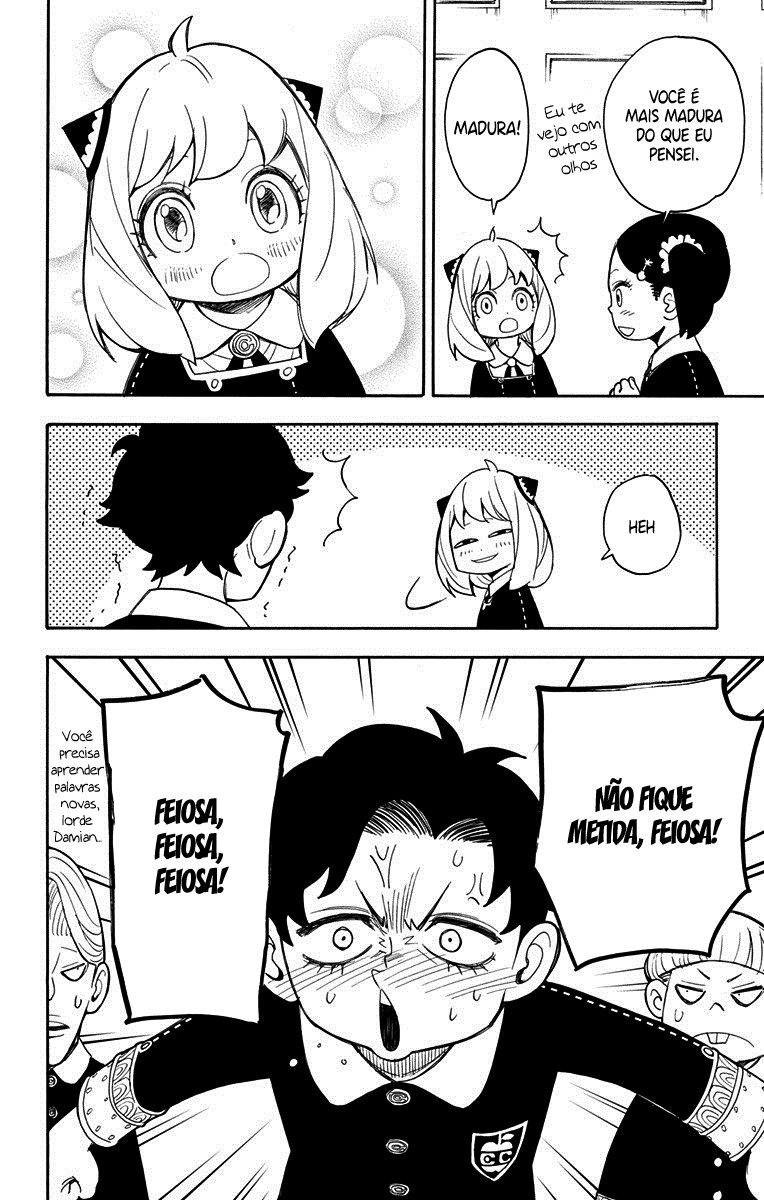 VOCÊ É
MAIS MADURA
DO QUE EU
PENSEI.
Eu te
vejo com
outros
olhos
MADURA!
HEH
NÃO FIQUE
METIDA, FEIOSA!
FEIOSA,
FEIOSA,
FEIOSA!
Você
precisa
aprender
palavras
novas,
lorde
Damian...
C
CC